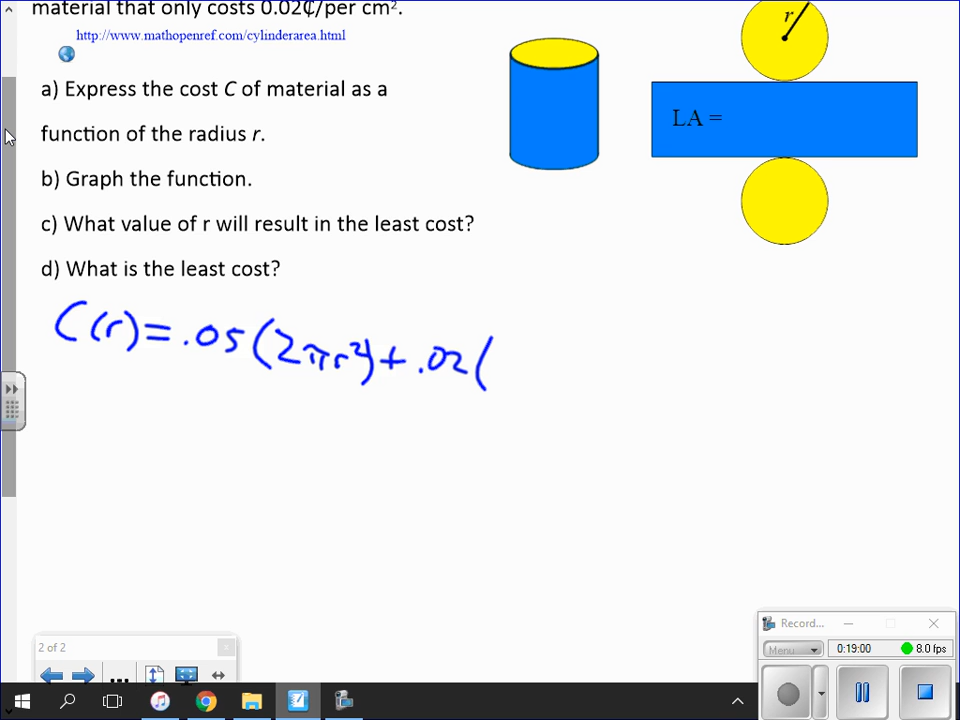 material that only costs 0.02₵/per cm².
http://www.mathopenref.com/cylinderarea.html
a) Express the cost C of material as a
function of the radius r.
b) Graph the function.
c) What value of r will result in the least cost?
d) What is the least cost?
C(r) = .05(2πr²) + .02(
r
LA =
2 of 2
Record...
Menu
0:19:00
8.0 fps